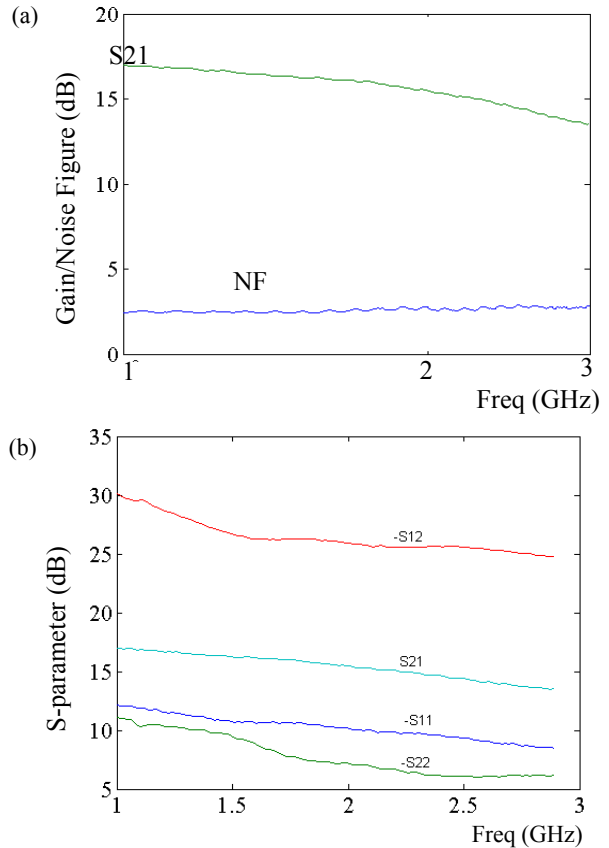 (a)
20
S21
15
10
NF
5
0
1
2
3
Gain/Noise Figure (dB)
Freq (GHz)
(b)
35
30
-S12
25
20
S21
15
-S11
10
-S22
5
1
1.5
2
2.5
3
S-parameter (dB)
Freq (GHz)